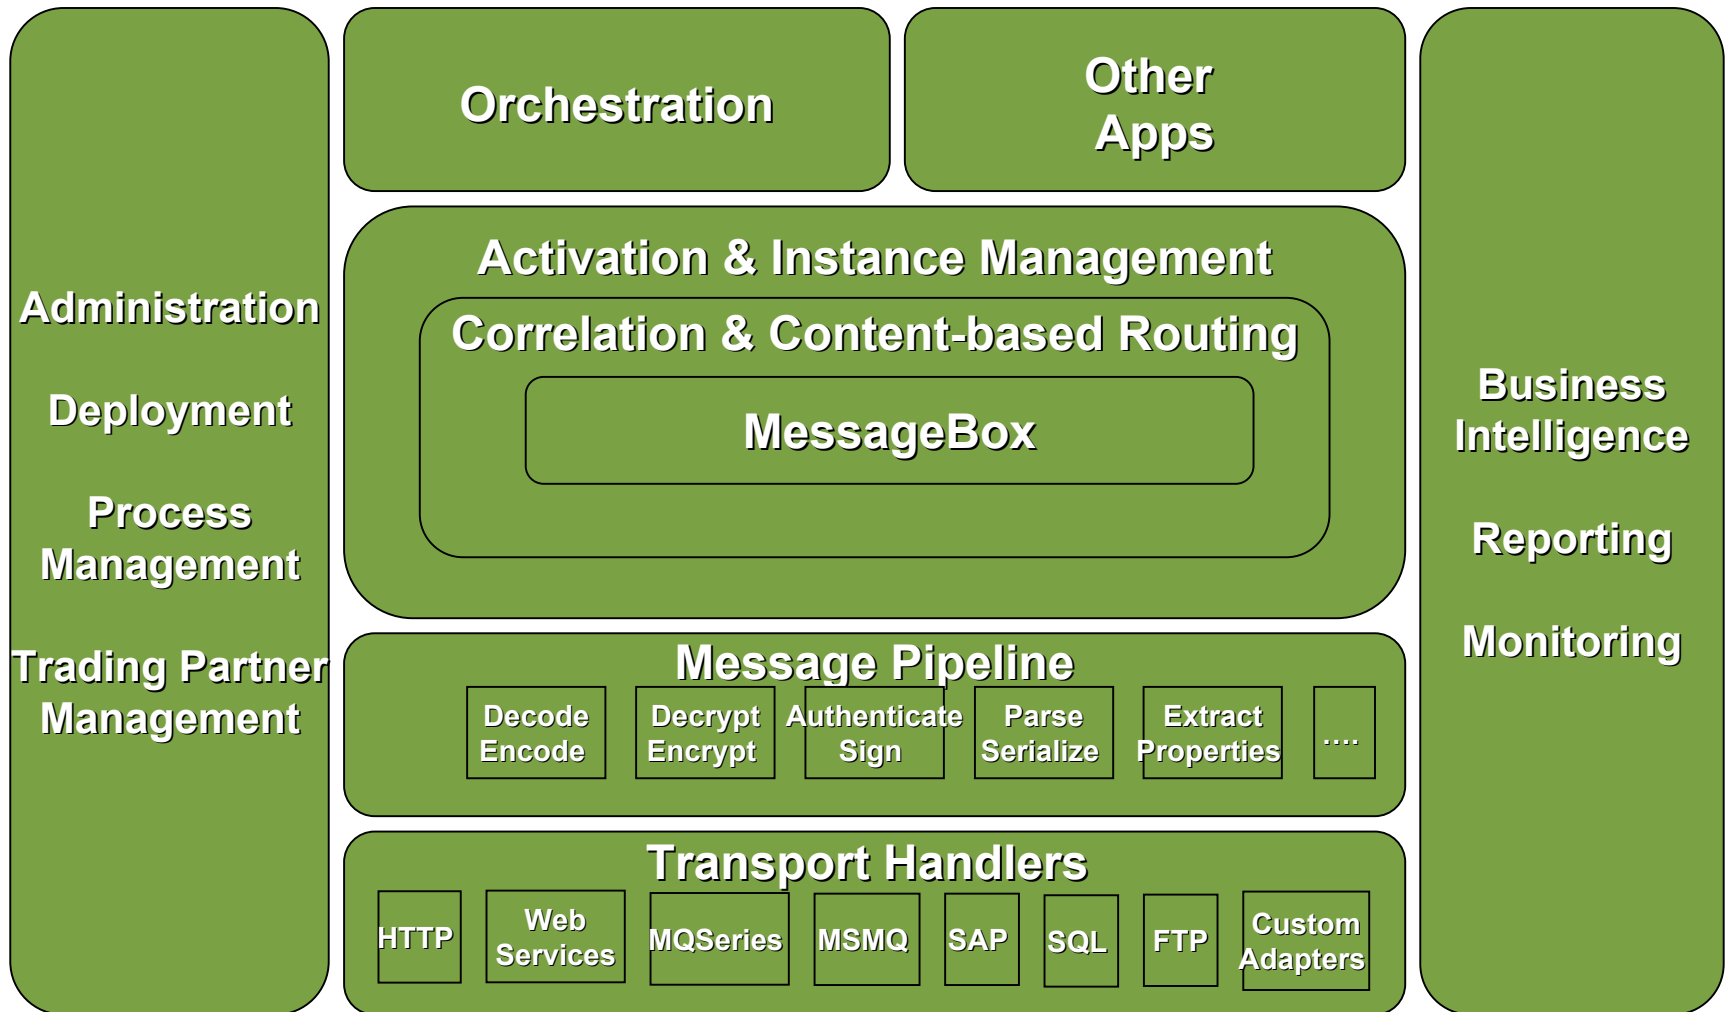 Administration
Deployment
Process
Management
Trading Partner
Management
Orchestration
Other
Apps
Activation & Instance Management
Correlation & Content-based Routing
MessageBox
Message Pipeline
Decode
Encode
Decrypt
Encrypt
Authenticate
Sign
Parse
Serialize
Extract
Properties
....
Transport Handlers
HTTP
Web
Services
MQSeries
MSMQ
SAP
SQL
FTP
Custom
Adapters
Business
Intelligence
Reporting
Monitoring